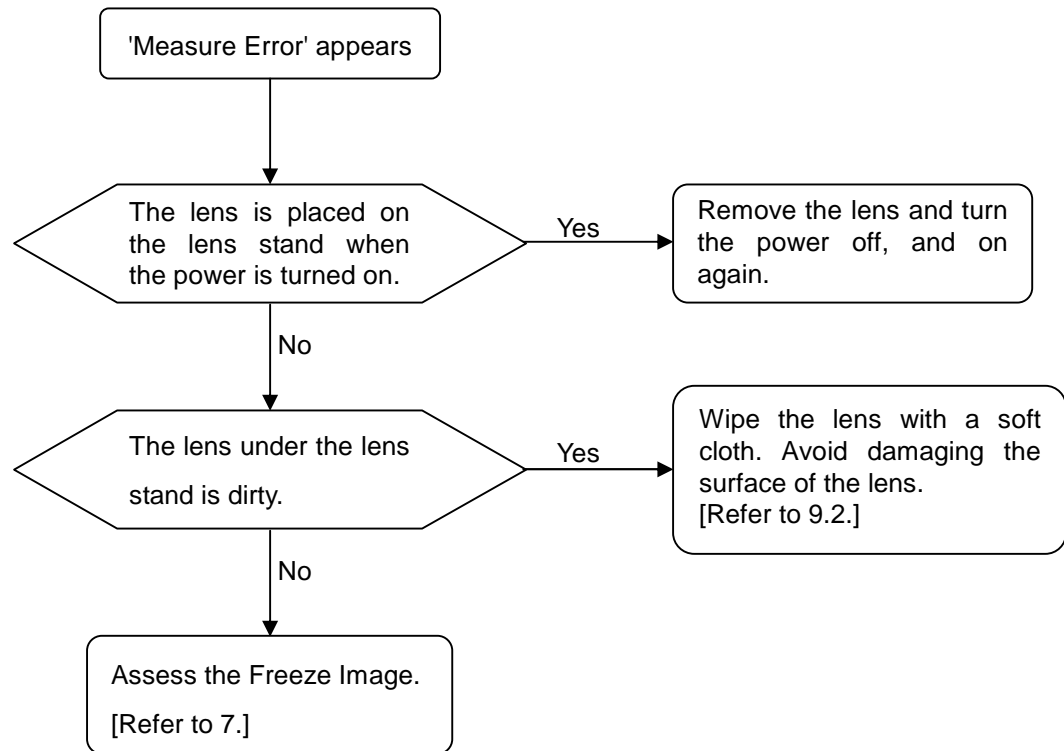 'Measure Error' appears
The lens is placed on
the lens stand when
the power is turned on.
Yes
Remove the lens and turn
the power off, and on
again.
No
The lens under the lens
stand is dirty.
Yes
Wipe the lens with a soft
cloth. Avoid damaging the
surface of the lens.
[Refer to 9.2.]
No
Assess the Freeze Image.
[Refer to 7.]